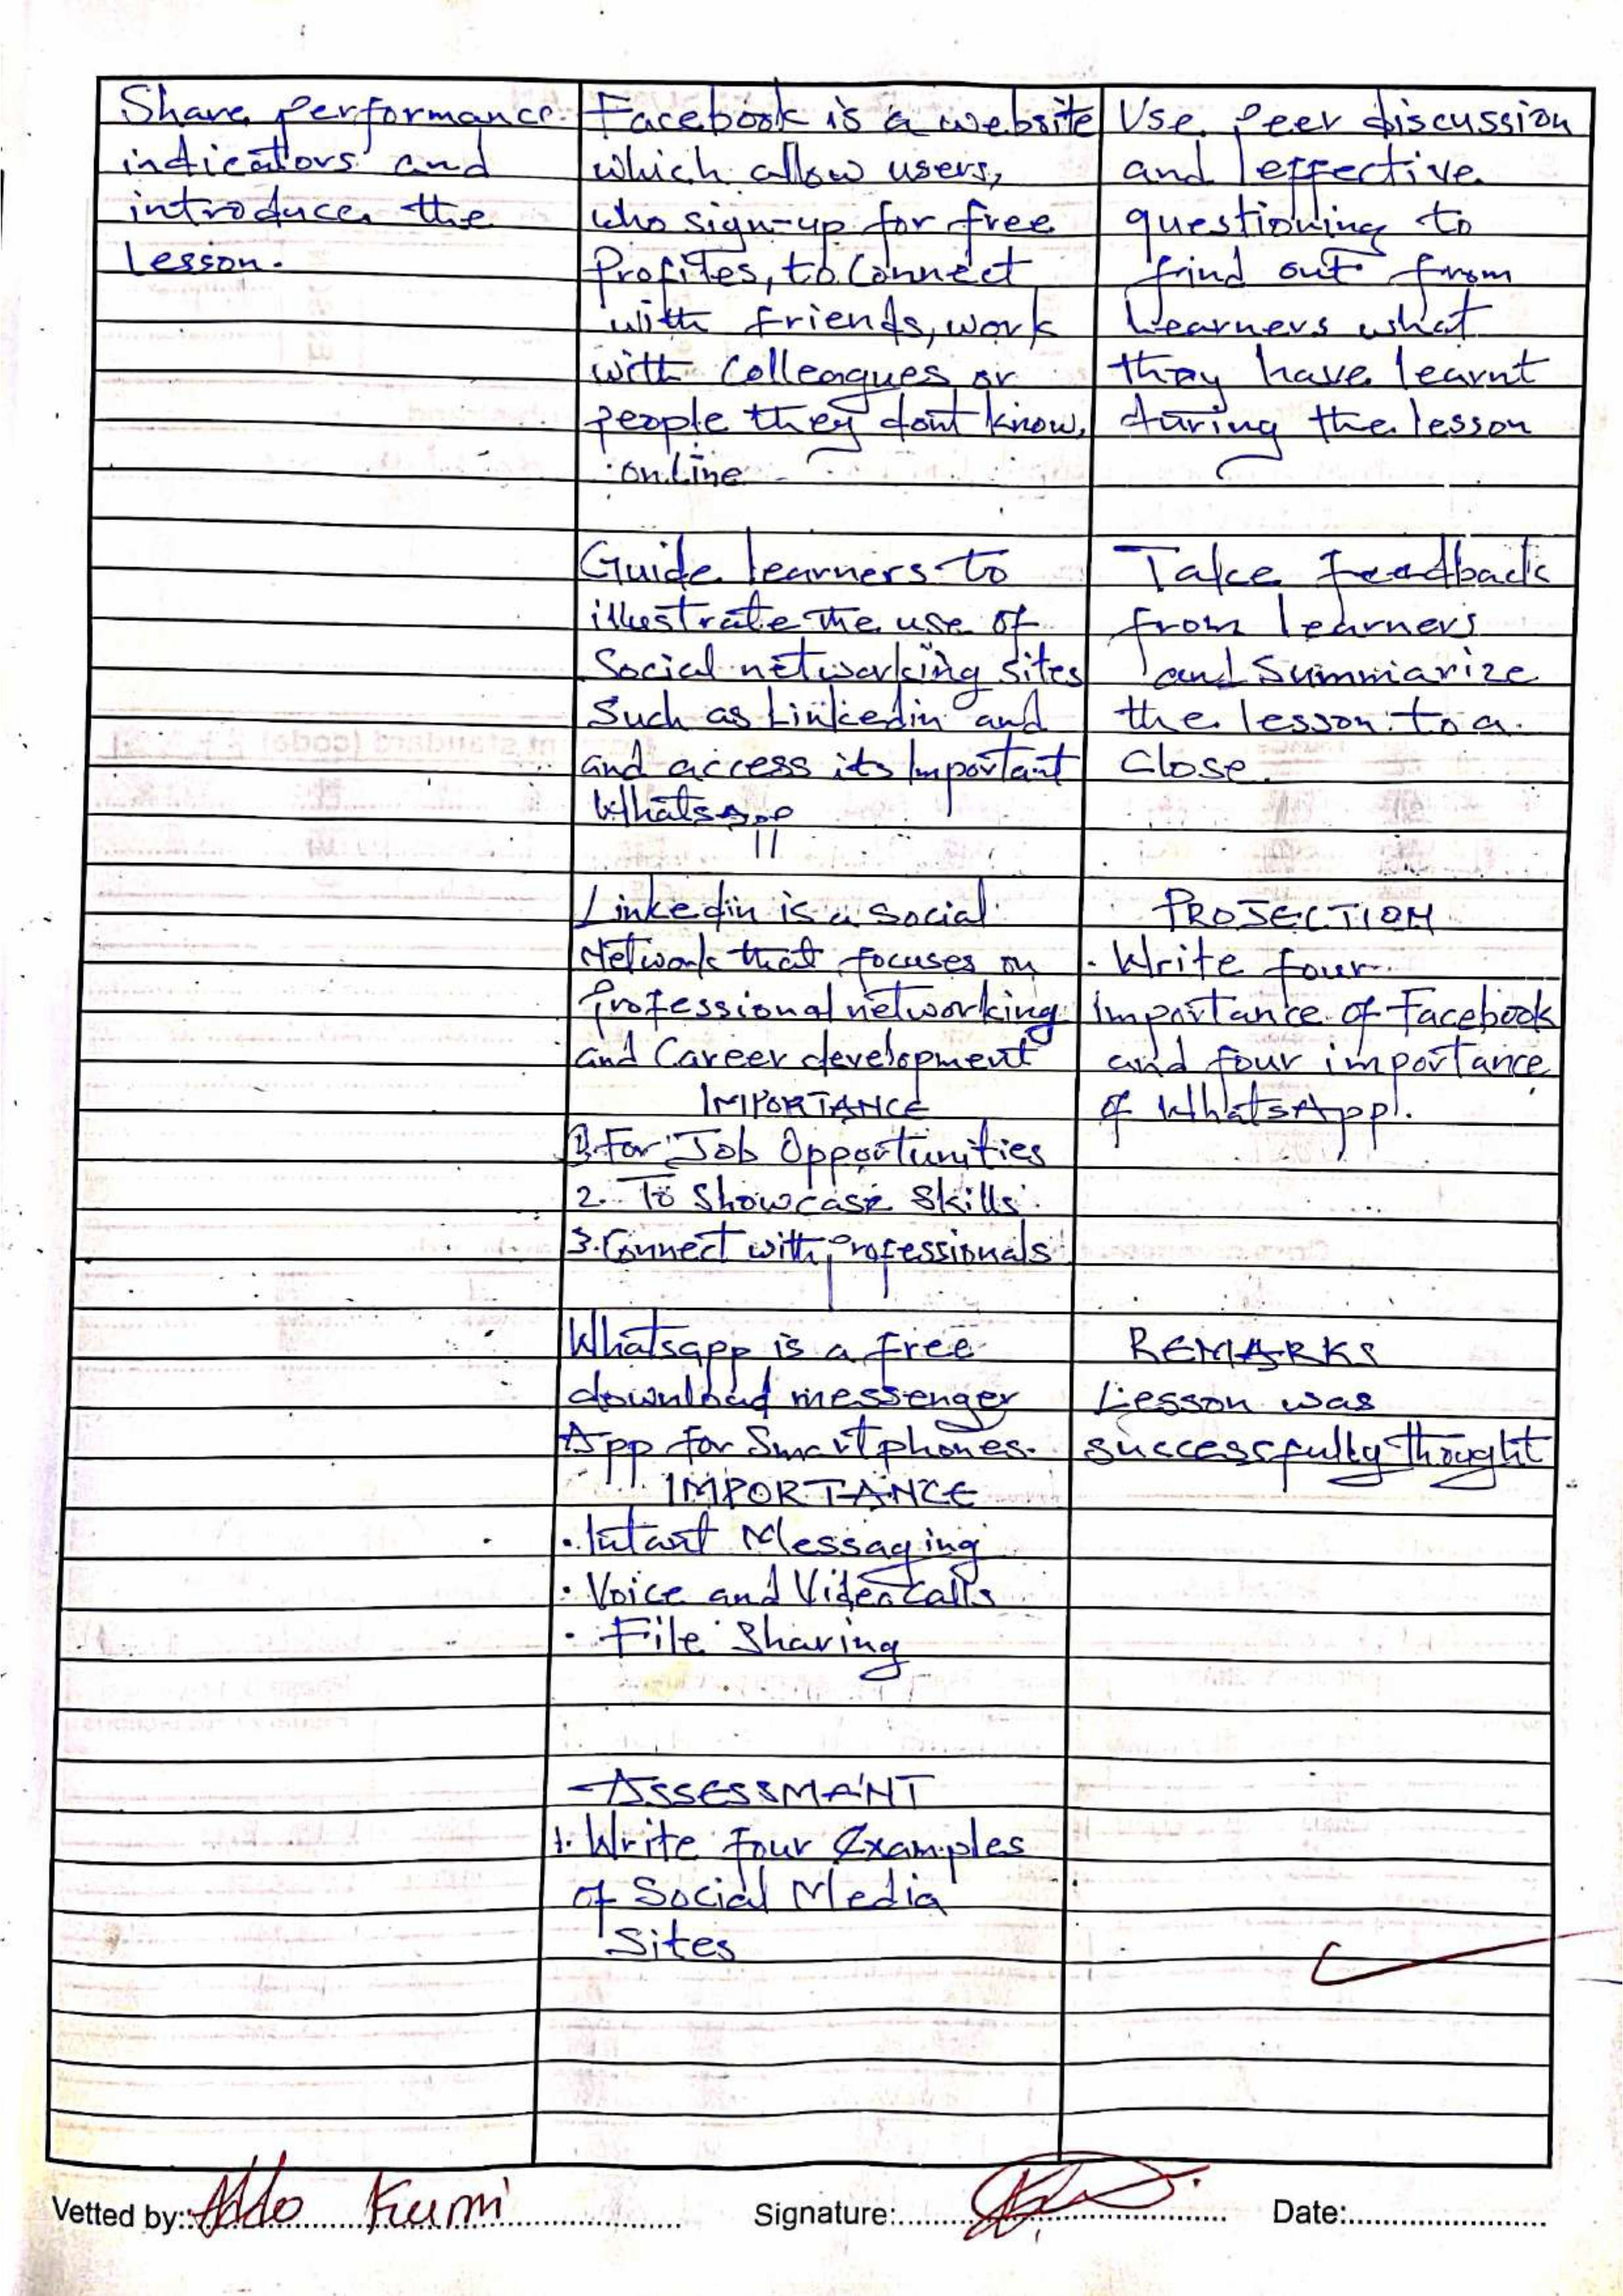 Share performance
indicators and
introduce the
Lesson.
Facebook is a website
which allow users,
who sign-up for free
Profiles, to Connect
with friends, work
with Colleagues or
people they don't know,
online
Guide learners to
illustrate the use of
Social networking sites
Such as Linkedin and
and access its Important
WhatsApp
Linkedin is a social
Network that focuses on
Professional networking
and Career development
IMPORTANCE
1. For Job Opportunities
2. To Showcase Skills
3. Connect with Professionals
Whatsapp is a free
download messenger
App for Smartphones.
IMPORTANCE
· Intant Messaging
· Voice and Video Calls
· File Sharing
ASSESSMANT
1. Write four Examples
of Social Media
Sites
Use Peer discussion
and effective
questioning to
find out from
Learners what
they have learnt
during the lesson
Take feedback
from learners
and Summarize
the lesson to a
Close.
PROJECTION
· Write four
importance of Facebook
and four importance
of WhatsApp.
REMARKS
Lesson was
successfully thought
Vetted by: Addo Kumi
Signature:
Date: